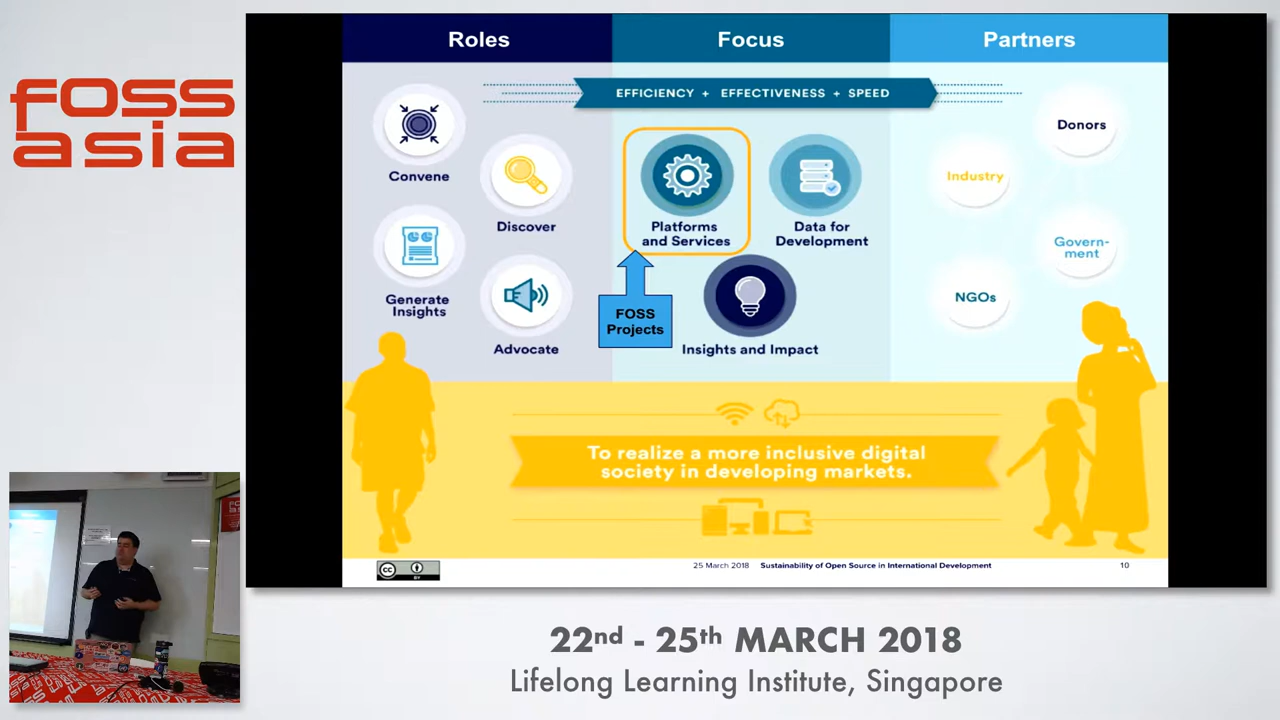 foss
asia
Roles
Focus
Partners
EFFICIENCY + EFFECTIVENESS + SPEED
Convene
Discover
Generate
Insights
Advocate
Platforms
and Services
Data for
Development
FOSS
Projects
Insights and Impact
Donors
Industry
Govern-
ment
NGOs
To realize a more inclusive digital
society in developing markets.
cc
BY
25 March 2018 Sustainability of Open Source in International Development 10
22nd - 25th MARCH 2018
Lifelong Learning Institute, Singapore